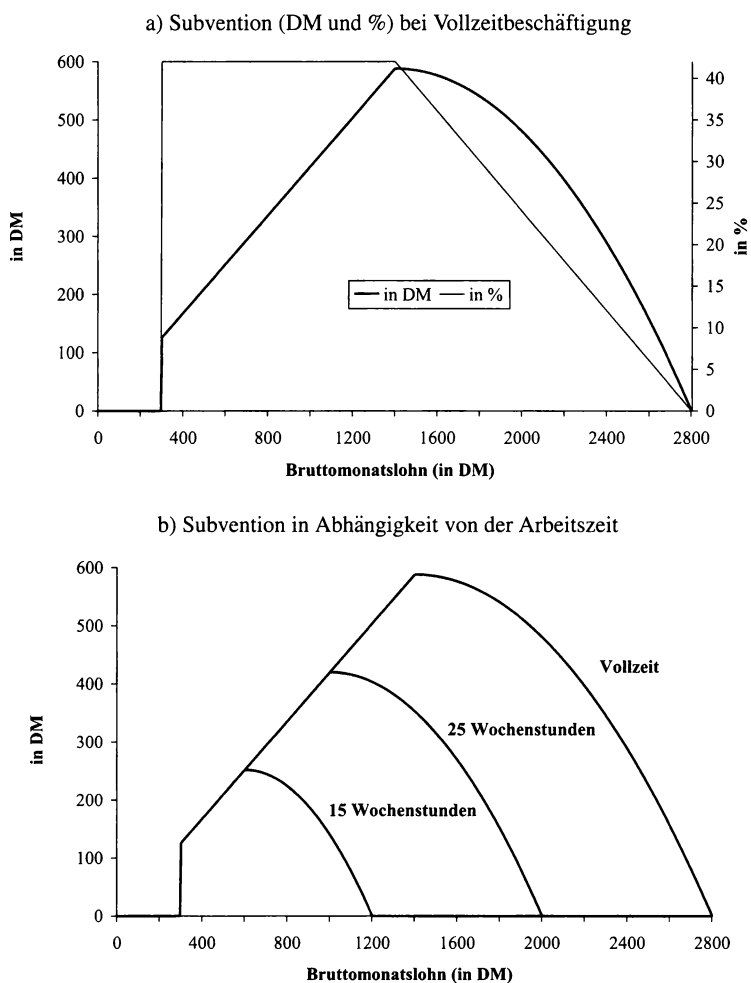 a) Subvention (DM und %) bei Vollzeitbeschäftigung
600
500
400
300
200
100
0
in DM
40
35
30
25
20
15
10
5
0
in %
in DM in %
0 400 800 1200 1600 2000 2400 2800
Bruttomonatslohn (in DM)
b) Subvention in Abhängigkeit von der Arbeitszeit
600
500
400
300
200
100
0
in DM
Vollzeit
25 Wochenstunden
15 Wochenstunden
0 400 800 1200 1600 2000 2400 2800
Bruttomonatslohn (in DM)